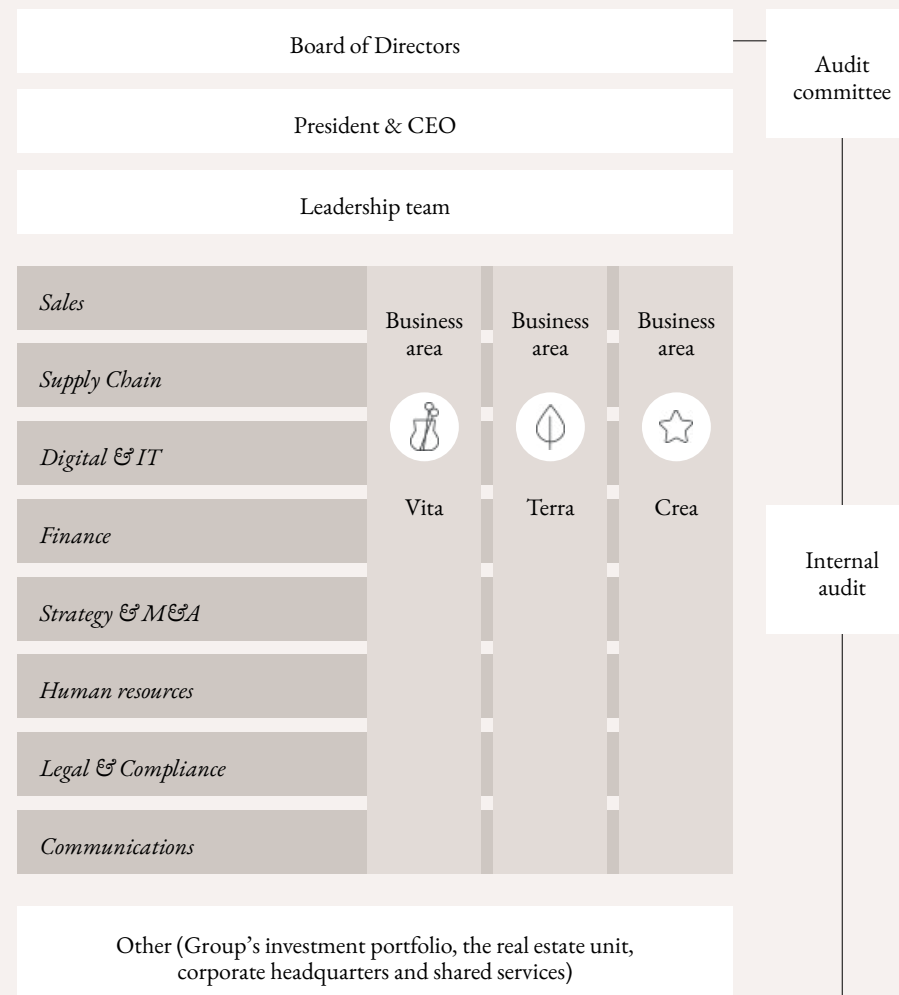 Board of Directors
Audit
committee
President & CEO
Leadership team
Sales
Supply Chain
Digital & IT
Finance
Strategy & M&A
Human resources
Legal & Compliance
Communications
Business
area
Vita
Business
area
Terra
Business
area
Crea
Internal
audit
Other (Group’s investment portfolio, the real estate unit,
corporate headquarters and shared services)